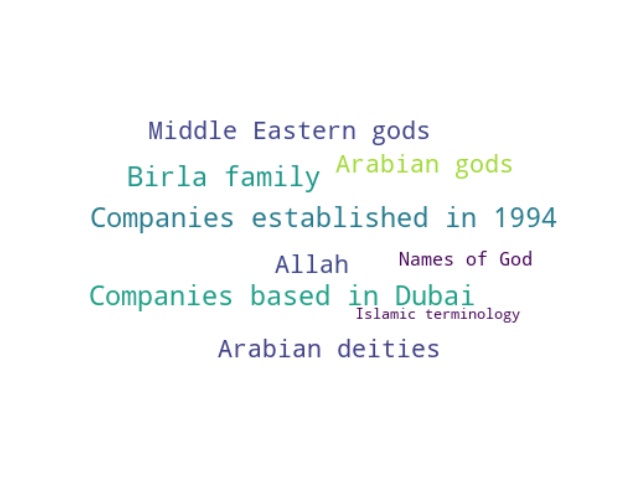 Middle Eastern gods
Arabian gods
Birla family
Companies established in 1994
Names of God
Allah
Companies based in Dubai
Islamic terminology
Arabian deities